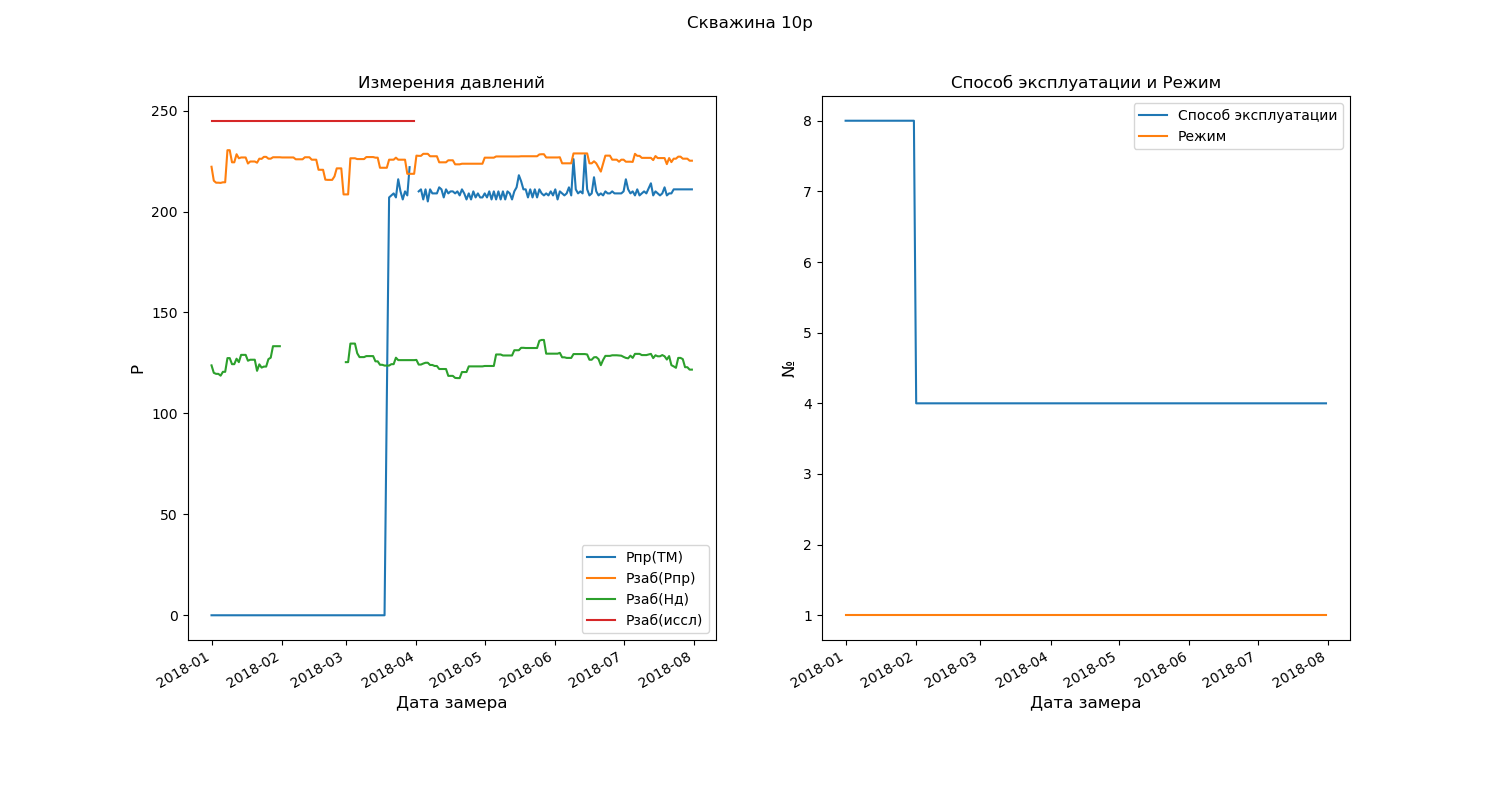 Скважина 10р
Измерения давлений
250
200
150
100
50
0
P
2018-01
2018-02
2018-03
2018-04
2018-05
2018-06
2018-07
2018-08
Дата замера
Рпр(ТМ)
Рзаб(Рпр)
Рзаб(Нд)
Рзаб(иссл)
Способ эксплуатации и Режим
8
7
6
5
4
3
2
1
№
2018-01
2018-02
2018-03
2018-04
2018-05
2018-06
2018-07
2018-08
Дата замера
Способ эксплуатации
Режим